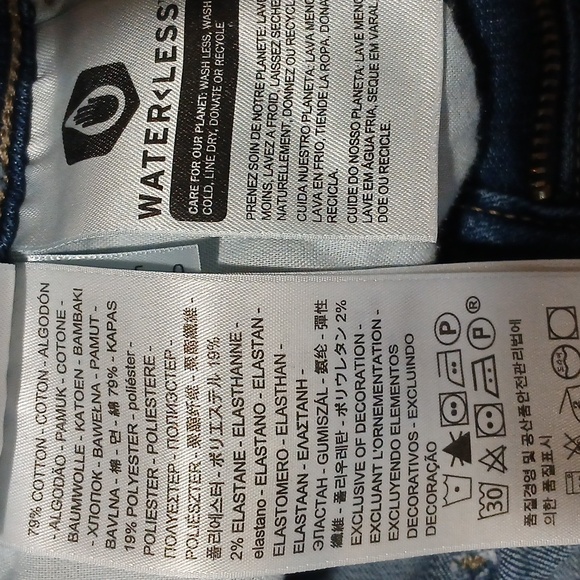 WATER<LESS
CARE FOR OUR PLANET: WASH LESS, WASH
COLD, LINE DRY, DONATE OR RECYCLE
PRENEZ SOIN DE NOTRE PLANETE: LAVEZ
MOINS, LAVEZ A FROID, LAISSEZ SECHER
NATURELLEMENT, DONNEZ OU RECYCLEZ
CUIDA NUESTRO PLANETA: LAVA MENOS,
LAVA EN FRIO, TIENDE LA ROPA, DONA
RECICLA.
CUIDE DO NOSSO PLANETA: LAVE MENOS,
LAVE EM ÁGUA FRIA, SEQUE EM VARAL,
DOE OU RECICLE.
79% COTTON - COTON - ALGODÓN
- ALGODÃO - PAMUK - COTONE -
BAUMWOLLE - KATOEN - BAMBAKI
- ХЛОПОК - BAWEŁNA - PAMUT -
BAVLNA - 棉 - 면 - 綿 79% - KAPAS
19% POLYESTER - poliéster -
POLIESTER - POLIESTERE -
ΠΟΛΥΕΣΤΕΡ - ПОЛИЭСТЕР -
POLIESZTER - 聚酯纤维 - 聚酯纖維 -
폴리에스터 - ポリエステル 19%
2% ELASTANE - ELASTHANNE -
elastano - ELASTANO - ELASTAN -
ELASTOMERO - ELASTHAN -
ELASTAAN - ΕΛΑΣΤΑΝΗ -
ЭЛАСТАН - GUMISZÁL - 氨纶 - 彈性
纖維 - 폴리우레탄 - ポリウレタン 2%
EXCLUSIVE OF DECORATION -
EXCLUANT L'ORNEMENTATION -
EXCLUYENDO ELEMENTOS
DECORATIVOS - EXCLUINDO
DECORAÇÃO
P P ®
30
품질경영 및 공산품안전관리법에
의한 품질표시